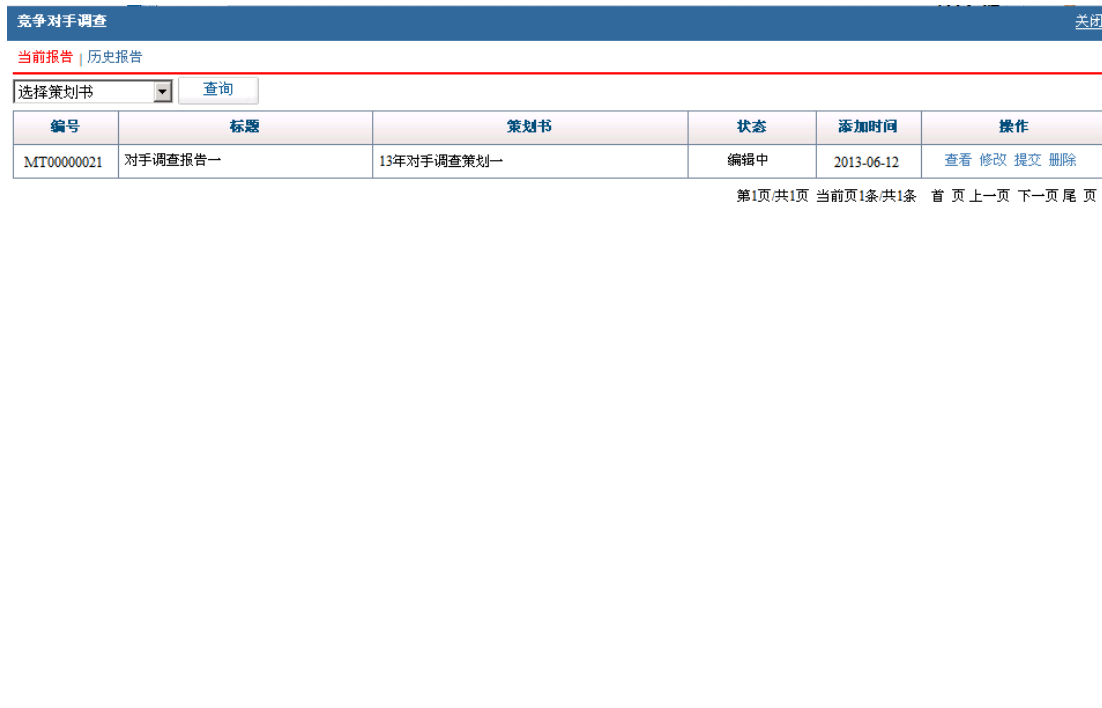 竞争对手调查 关闭
当前报告 | 历史报告
选择策划书 查询
编号 标题 策划书 状态 添加时间 操作
MT00000021 对手调查报告一 13年对手调查策划一 编辑中 2013-06-12 查看 修改 提交 删除
第1页/共1页 当前页1条/共1条 首 页 上一页 下一页 尾 页